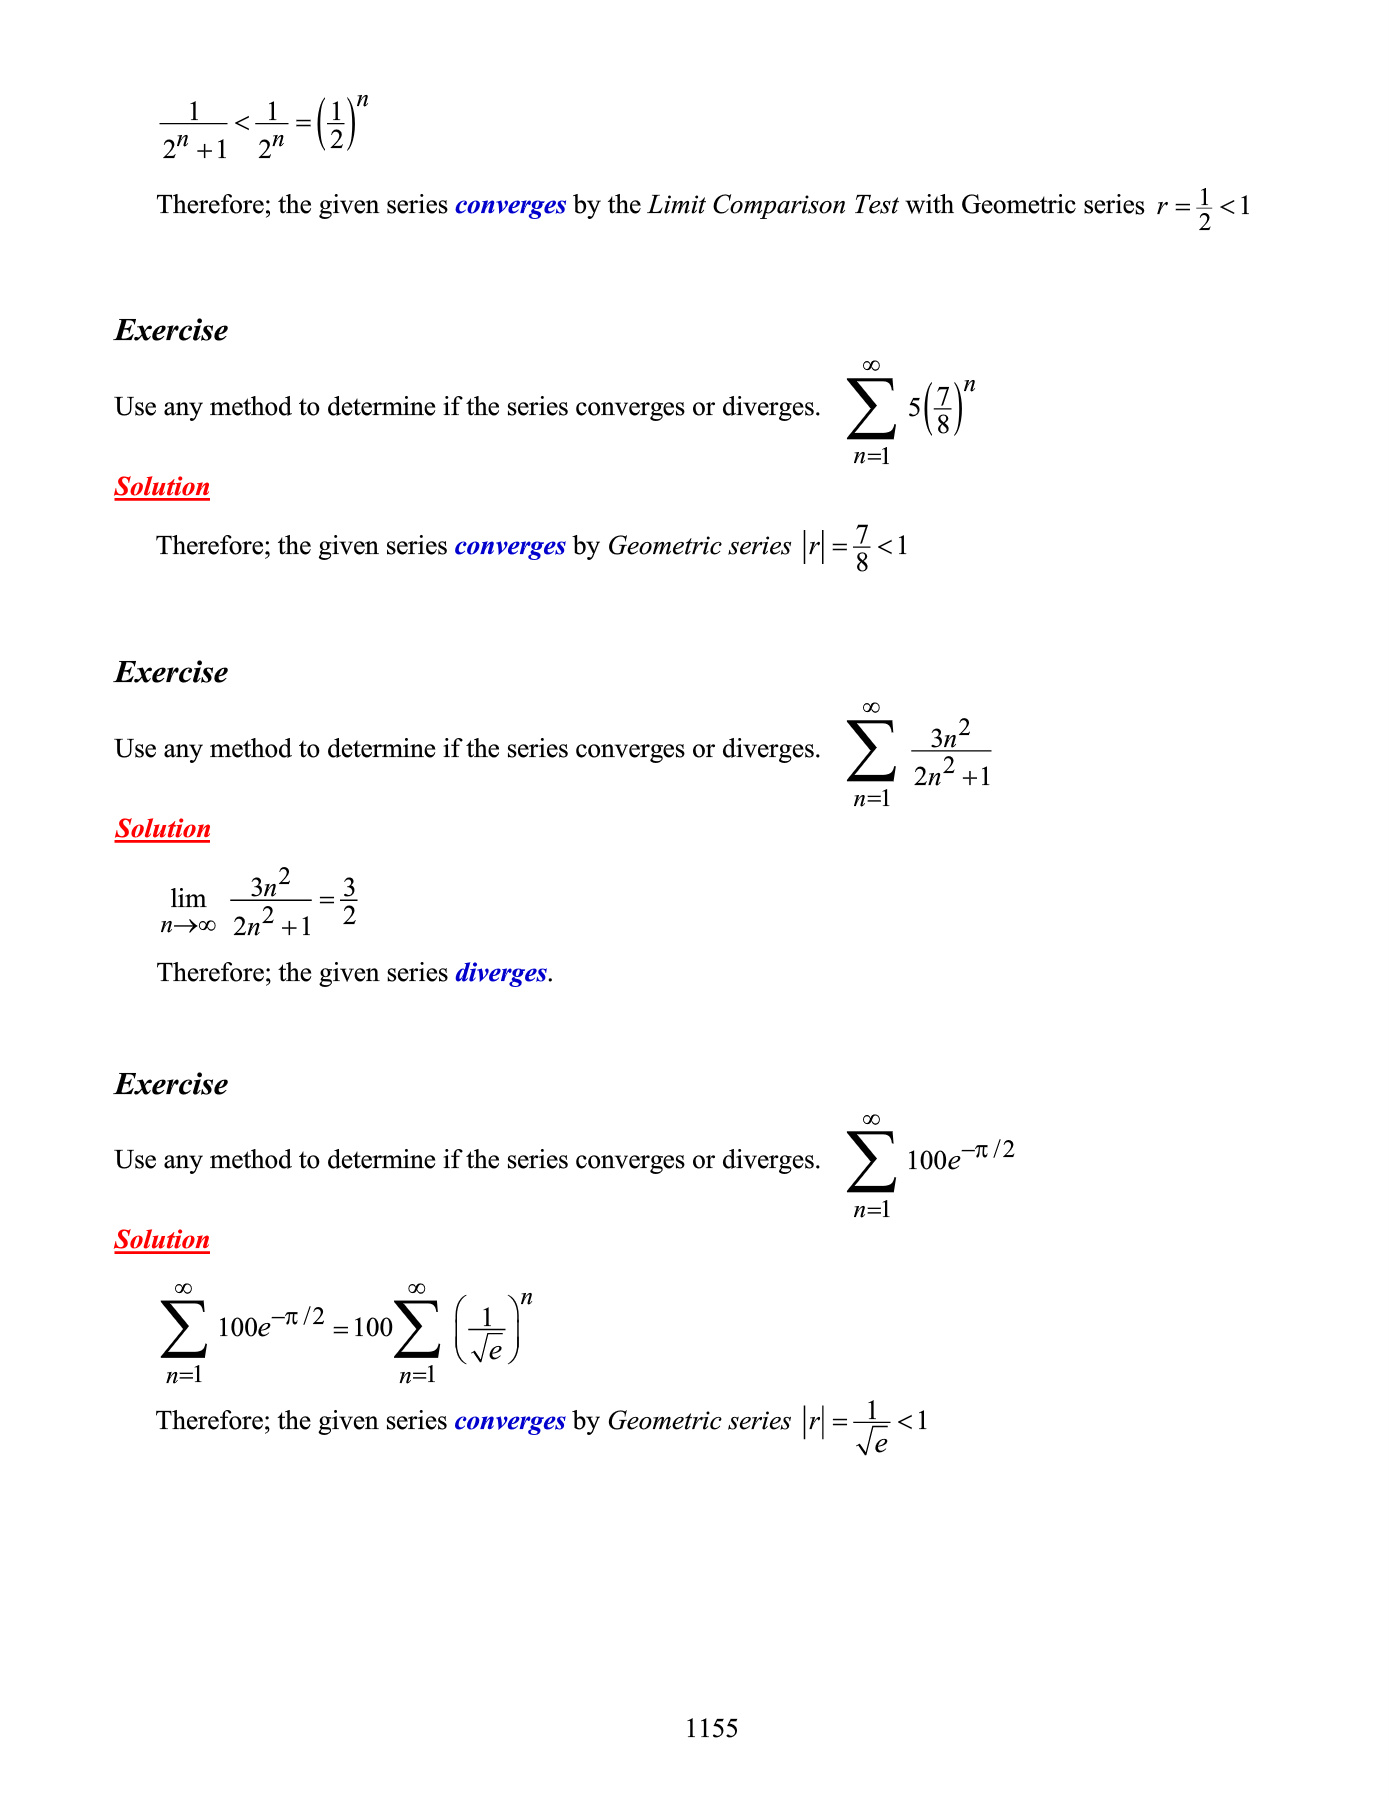 \frac{1}{2^n+1} < \frac{1}{2^n} = \left(\frac{1}{2}\right)^n
Therefore; the given series converges by the Limit Comparison Test with Geometric series r = \frac{1}{2} < 1
Exercise
Use any method to determine if the series converges or diverges. \sum_{n=1}^{\infty} 5\left(\frac{7}{8}\right)^n
Solution
Therefore; the given series converges by Geometric series |r| = \frac{7}{8} < 1
Exercise
Use any method to determine if the series converges or diverges. \sum_{n=1}^{\infty} \frac{3n^2}{2n^2+1}
Solution
\lim_{n→∞} \frac{3n^2}{2n^2+1} = \frac{3}{2}
Therefore; the given series diverges.
Exercise
Use any method to determine if the series converges or diverges. \sum_{n=1}^{\infty} 100e^{-π/2}
Solution
\sum_{n=1}^{\infty} 100e^{-π/2} = 100\sum_{n=1}^{\infty} \left(\frac{1}{\sqrt{e}}\right)^n
Therefore; the given series converges by Geometric series |r| = \frac{1}{\sqrt{e}} < 1
1155